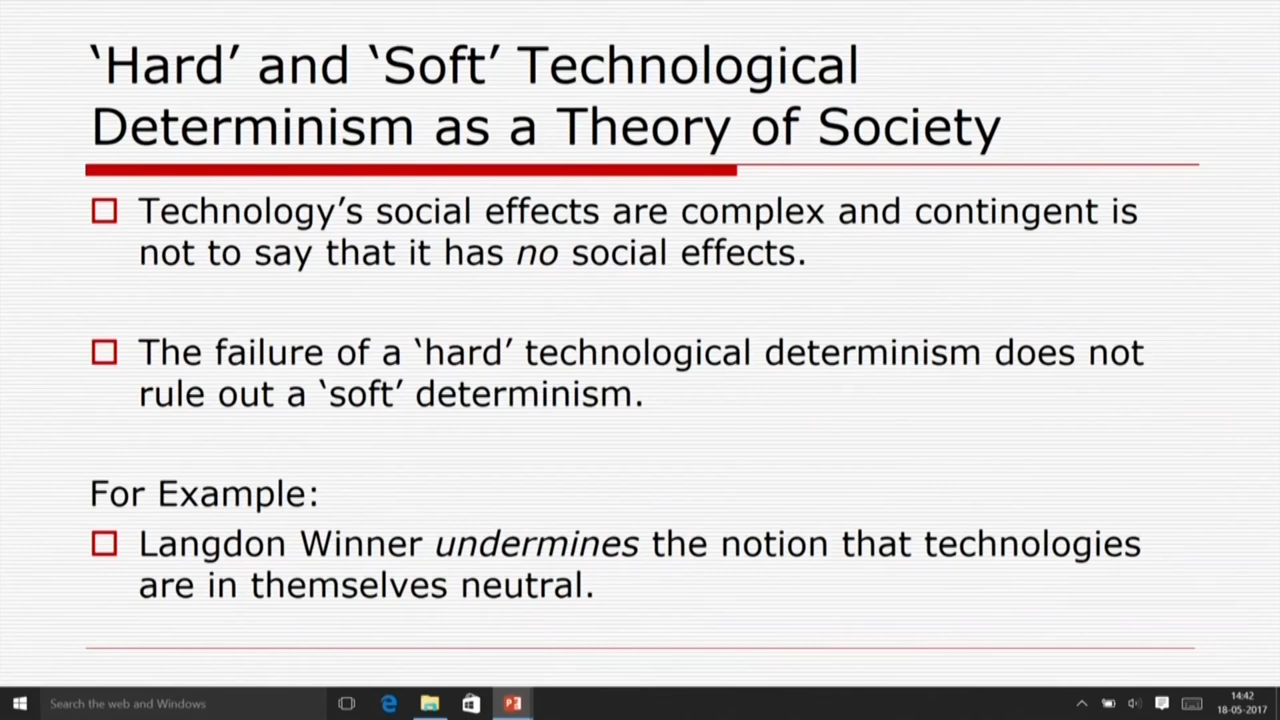 ‘Hard’ and ‘Soft’ Technological
Determinism as a Theory of Society
Technology’s social effects are complex and contingent is
not to say that it has no social effects.
The failure of a ‘hard’ technological determinism does not
rule out a ‘soft’ determinism.
For Example:
Langdon Winner undermines the notion that technologies
are in themselves neutral.
Search the web and Windows
14:42
18-05-2017